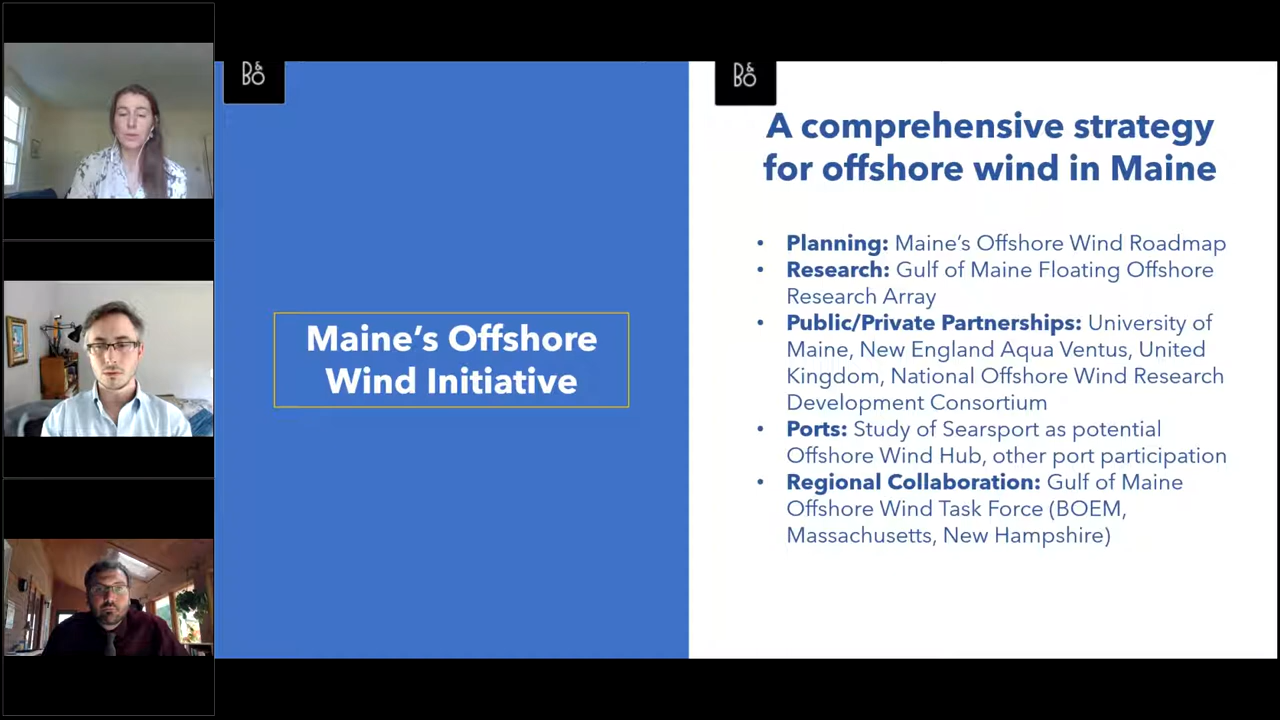 B&
BO
B&
BO
Maine's Offshore
Wind Initiative
A comprehensive strategy
for offshore wind in Maine
• Planning: Maine's Offshore Wind Roadmap
• Research: Gulf of Maine Floating Offshore
Research Array
• Public/Private Partnerships: University of
Maine, New England Aqua Ventus, United
Kingdom, National Offshore Wind Research
Development Consortium
• Ports: Study of Searsport as potential
Offshore Wind Hub, other port participation
• Regional Collaboration: Gulf of Maine
Offshore Wind Task Force (BOEM,
Massachusetts, New Hampshire)